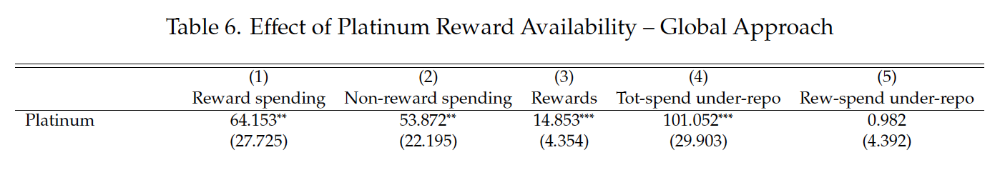 Table 6. Effect of Platinum Reward Availability – Global Approach
(1) (2) (3) (4) (5)
Reward spending Non-reward spending Rewards Tot-spend under-repo Rew-spend under-repo
Platinum 64.153** 53.872** 14.853*** 101.052*** 0.982
(27.725) (22.195) (4.354) (29.903) (4.392)